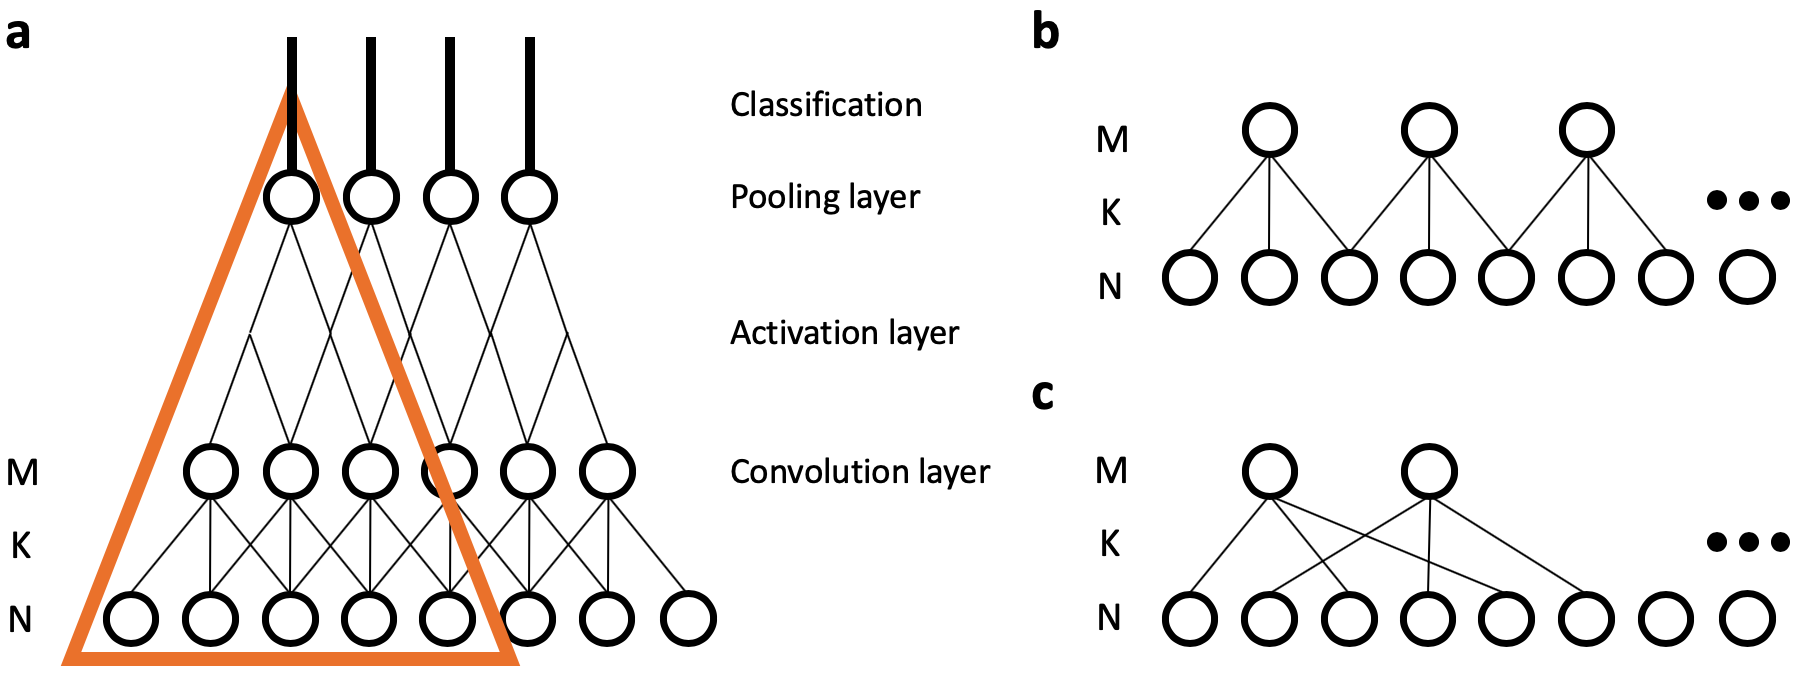 a
Classification
Pooling layer
Activation layer
M
Convolution layer
K
N
b
M
K
N
c
M
K
N